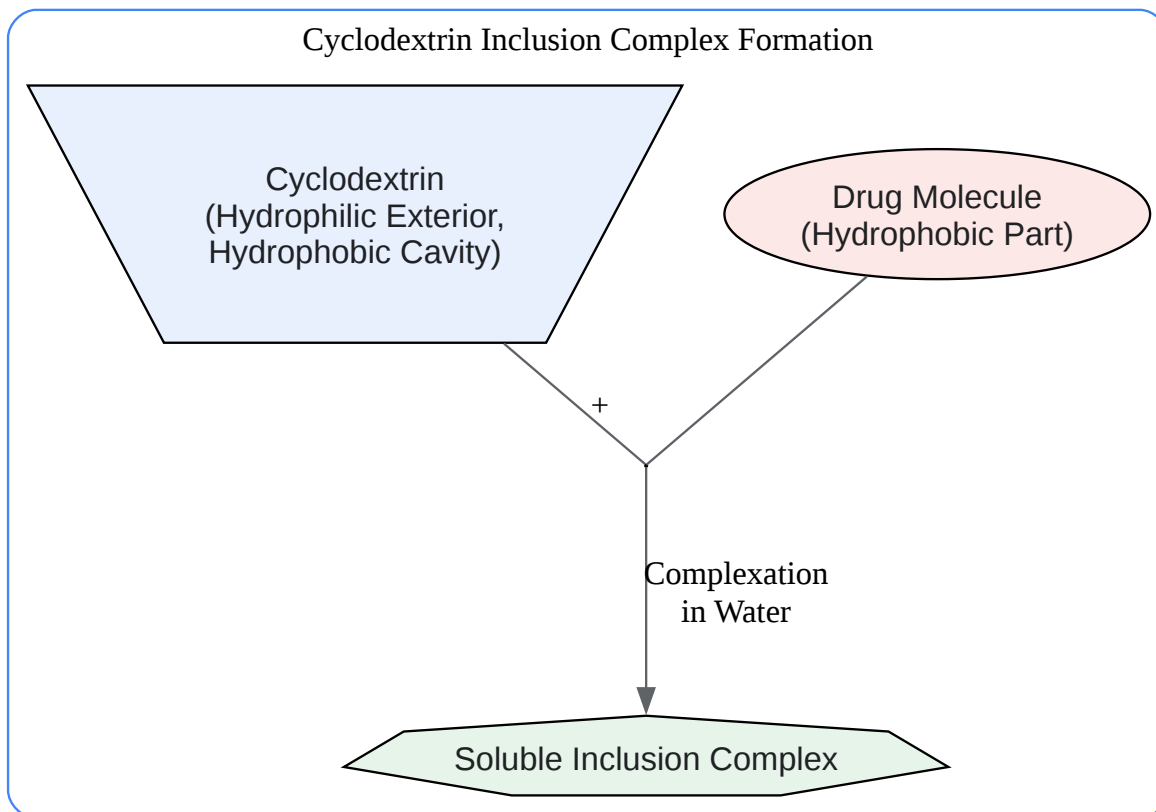 Cyclodextrin Inclusion Complex Formation
Cyclodextrin
(Hydrophilic Exterior,
Hydrophobic Cavity)
Drug Molecule
(Hydrophobic Part)
+
Complexation
in Water
Soluble Inclusion Complex